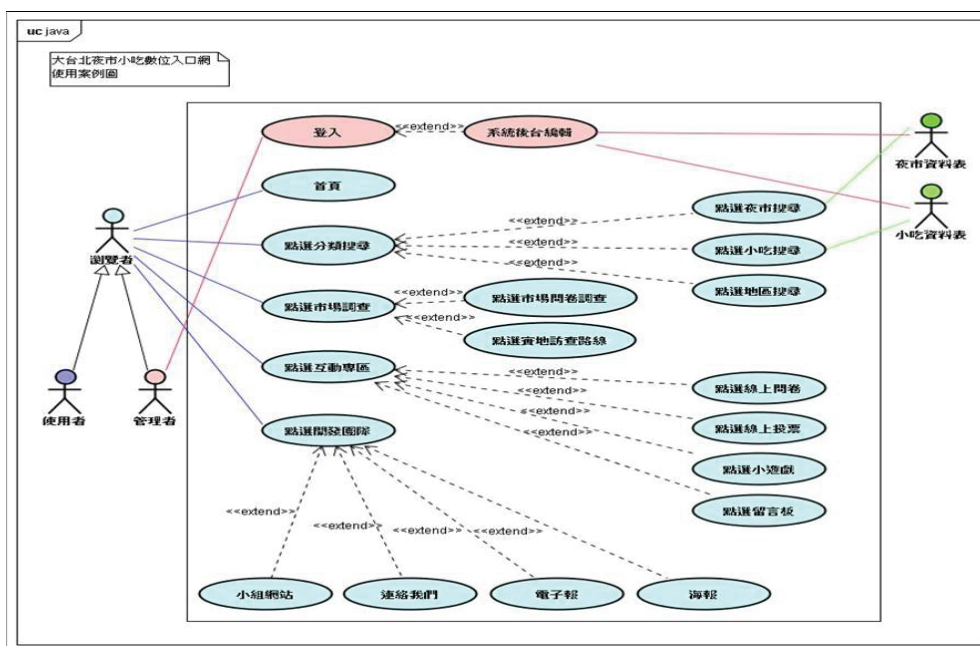 uc java
大台北夜市小吃數位入口網
使用案例圖
登入
<<extend>>
系統後台編輯
夜市資料表
首頁
點選夜市搜尋
小吃資料表
<<extend>>
點選分類搜尋
<<extend>>
點選小吃搜尋
瀏覽者
<<extend>>
點選地區搜尋
<<extend>>
點選市場問卷調查
點選市場調查
<<extend>>
點選實地訪查路線
點選互動專區
<<extend>>
點選線上問卷
使用者
管理者
<<extend>>
<<extend>>
點選線上投票
點選開發團隊
<<extend>>
點選小遊戲
點選留言板
<<extend>>
<<extend>>
<<extend>>
<<extend>>
小組網站
連絡我們
電子報
海報